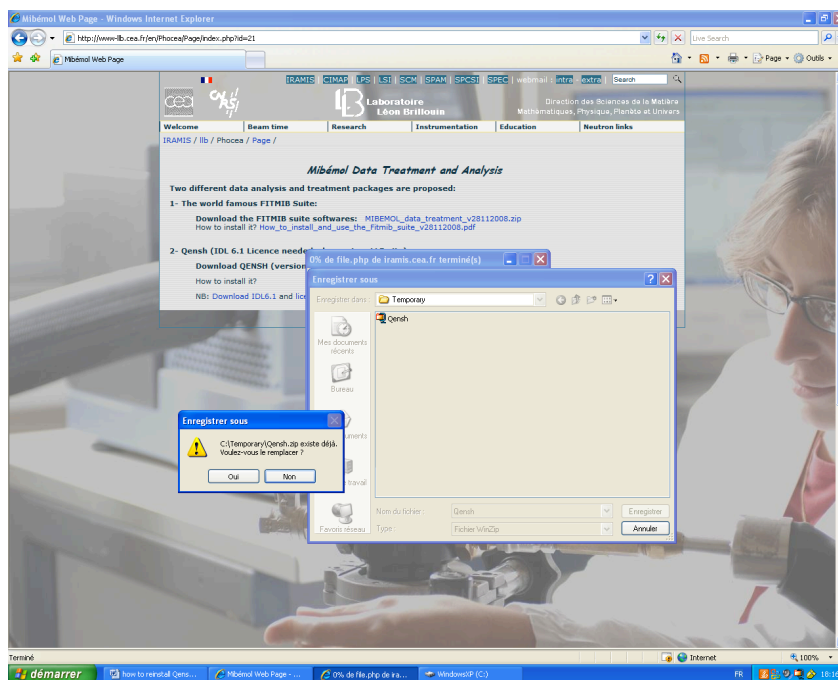 Mibémol Web Page - Windows Internet Explorer
http://www-llb.cea.fr/en/Phocea/Page/index.php?id=21
Live Search
Mibémol Web Page
Page
Outils
IRAMIS | CIMAP | LPS | LSI | SCM | SPAM | SPCSI | SPEC | webmail : intra - extra |
Search
cea
Laboratoire
Léon Brillouin
Direction des Sciences de la Matière
Mathématiques, Physique, Planète et Univers
Welcome
Beam time
Research
Instrumentation
Education
Neutron links
IRAMIS / llb / Phocea / Page /
Mibémol Data Treatment and Analysis
Two different data analysis and treatment packages are proposed:
1- The world famous FITMIB Suite:
Download the FITMIB suite softwares: MIBEMOL_data_treatment_v28112008.zip
How to install it? How_to_install_and_use_the_Fitmib_suite_v28112008.pdf
2- Qensh (IDL 6.1 Licence neede
Download QENSH (version
How to install it?
NB: Download IDL6.1 and lice
0% de file.php de iramis.cea.fr terminé(s)
Enregistrer sous
Enregistrer dans :
Temporary
Qensh
Mes documents
récents
Bureau
uments
travail
Favoris réseau
Nom du fichier :
Qensh
Enregistrer
Type :
Fichier WinZip
Annuler
Enregistrer sous
C:\Temporary\Qensh.zip existe déjà.
Voulez-vous le remplacer ?
Oui
Non
Terminé
Internet
100%
démarrer
how to reinstall Qens...
Mibémol Web Page - ...
0% de file.php de ira...
WindowsXP (C:)
FR